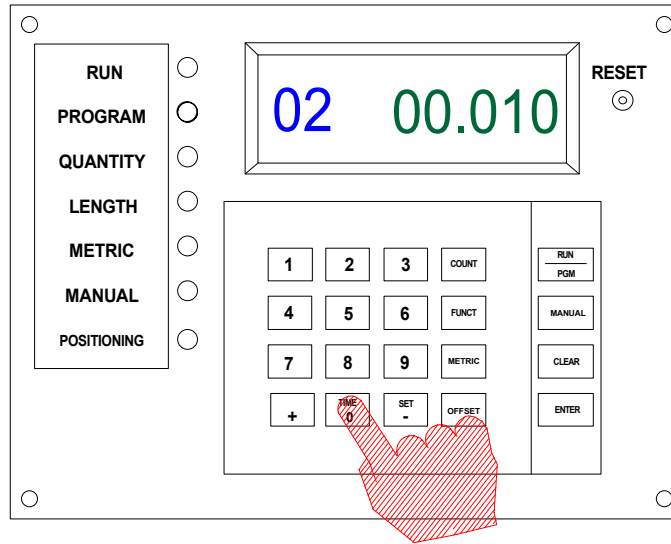 RUN
PROGRAM
QUANTITY
LENGTH
METRIC
MANUAL
POSITIONING
02 00.010
RESET
1 2 3 COUNT
4 5 6 FUNCT
7 8 9 METRIC
+ TIME 0 SET - OFFSET
RUN
PGM
MANUAL
CLEAR
ENTER